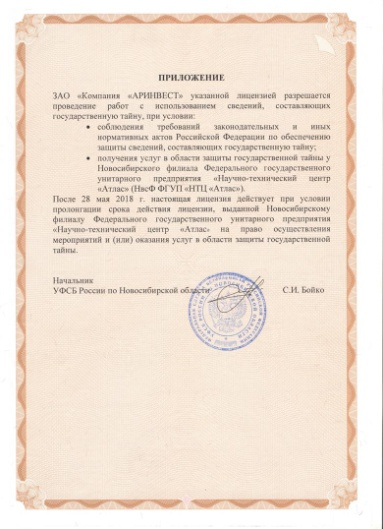 ПРИЛОЖЕНИЕ
ЗАО «Компания «АРИНВЕСТ» указанной лицензией разрешается
проведение работ с использованием сведений, составляющих
государственную тайну, при условии:
• соблюдения требований законодательных и иных
нормативных актов Российской Федерации по обеспечению
защиты сведений, составляющих государственную тайну;
• получения услуг в области защиты государственной тайны у
Новосибирского филиала Федерального государственного
унитарного предприятия «Научно-технический центр
«Атлас» (НвсФ ФГУП «НТЦ «Атлас»).
После 28 мая 2018 г. настоящая лицензия действует при условии
пролонгации срока действия лицензии, выданной Новосибирскому
филиалу Федерального государственного унитарного предприятия
«Научно-технический центр «Атлас» на право осуществления
мероприятий и (или) оказания услуг в области защиты государственной
тайны.
Начальник
УФСБ России по Новосибирской области С.И. Бойко